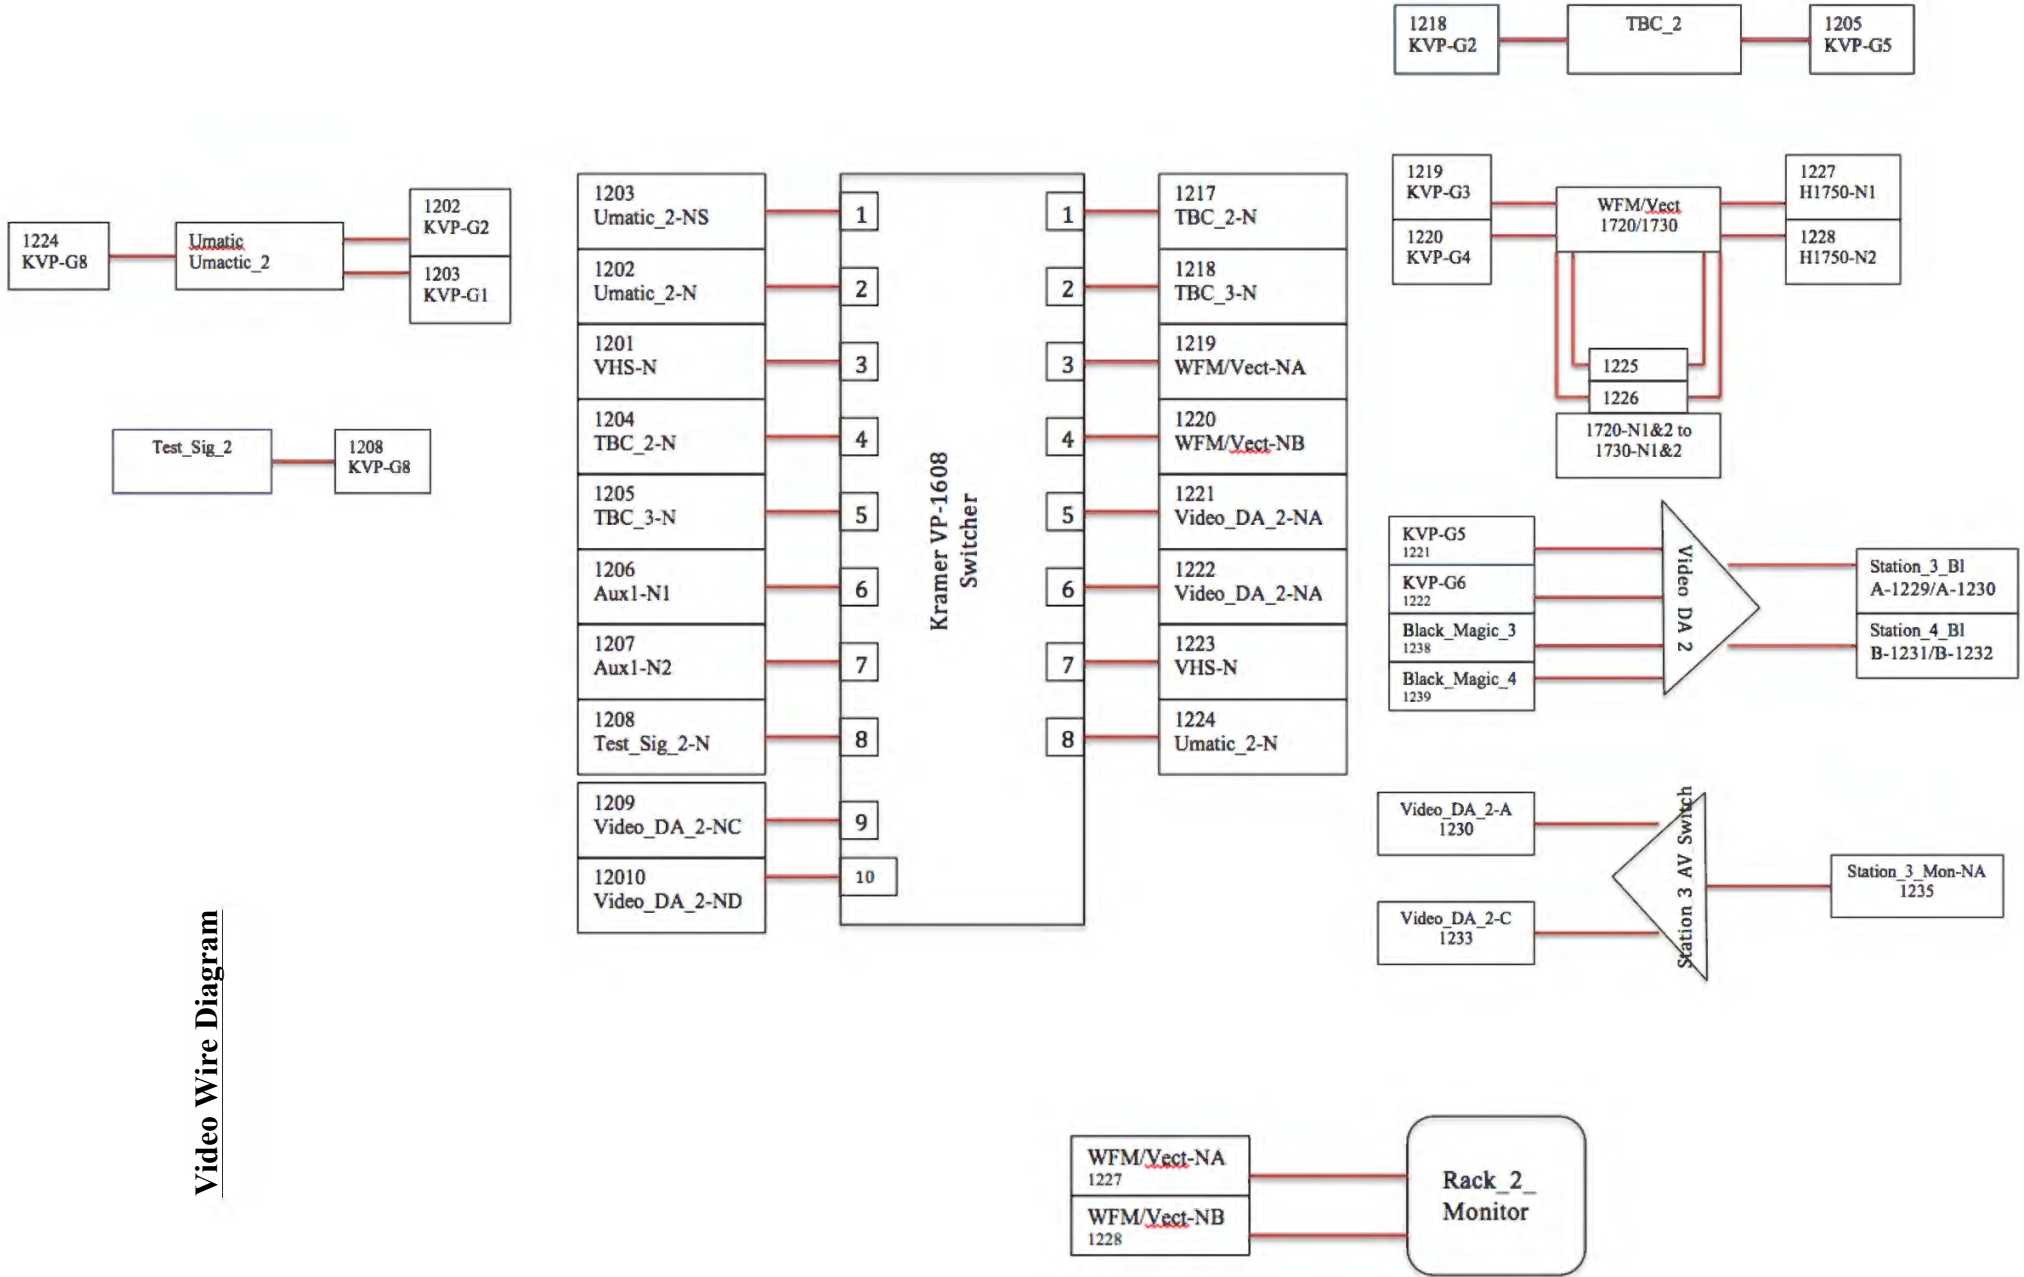 1218
KVP-G2
TBC_2
1205
KVP-G5
1224
KVP-G8
Umatic
Umactic_2
1202
KVP-G2
1203
KVP-G1
Test_Sig_2
1208
KVP-G8
1203
Umatic_2-NS
1202
Umatic_2-N
1201
VHS-N
1204
TBC_2-N
1205
TBC_3-N
1206
Aux1-N1
1207
Aux1-N2
1208
Test_Sig_2-N
1209
Video_DA_2-NC
12010
Video_DA_2-ND
1
2
3
4
5
6
7
8
9
10
Kramer VP-1608
Switcher
1
2
3
4
5
6
7
8
1217
TBC_2-N
1218
TBC_3-N
1219
WFM/Vect-NA
1220
WFM/Vect-NB
1221
Video_DA_2-NA
1222
Video_DA_2-NA
1223
VHS-N
1224
Umatic_2-N
1219
KVP-G3
1220
KVP-G4
WFM/Vect
1720/1730
1227
H1750-N1
1228
H1750-N2
1225
1226
1720-N1&2 to
1730-N1&2
KVP-G5
1221
KVP-G6
1222
Black_Magic_3
1238
Black_Magic_4
1239
Video DA 2
Station_3_Bl
A-1229/A-1230
Station_4_Bl
B-1231/B-1232
Video_DA_2-A
1230
Video_DA_2-C
1233
Station 3 AV Switch
Station_3_Mon-NA
1235
Video Wire Diagram
WFM/Vect-NA
1227
WFM/Vect-NB
1228
Rack_2_
Monitor